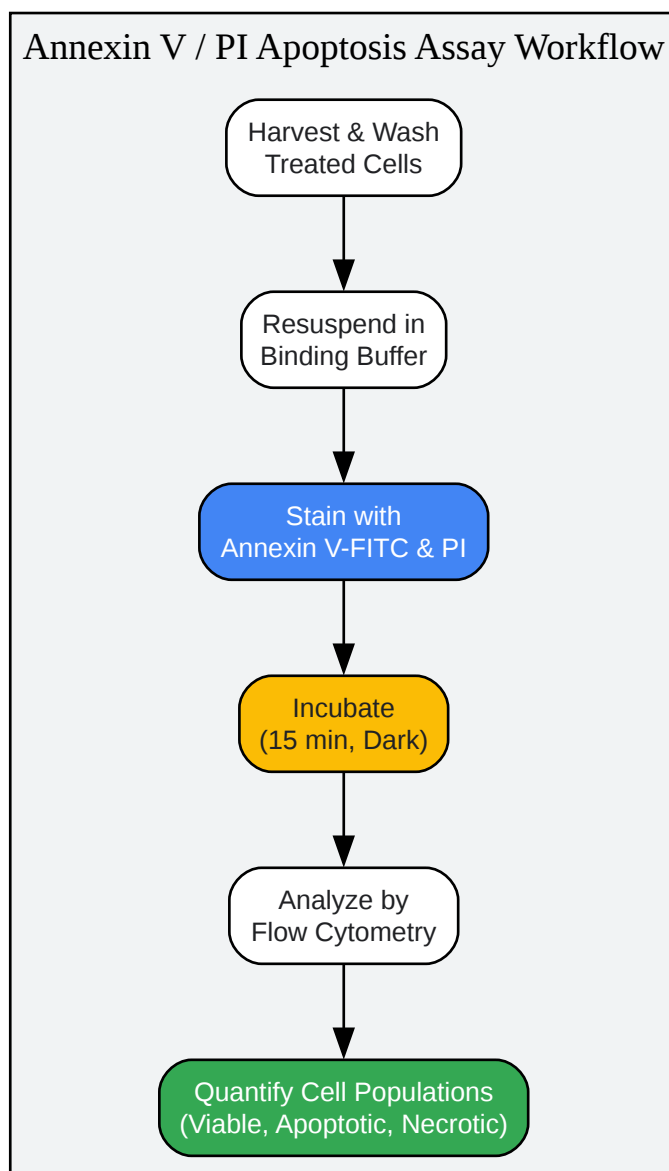 Annexin V / PI Apoptosis Assay Workflow
Harvest & Wash
Treated Cells
Resuspend in
Binding Buffer
Stain with
Annexin V-FITC & PI
Incubate
(15 min, Dark)
Analyze by
Flow Cytometry
Quantify Cell Populations
(Viable, Apoptotic, Necrotic)